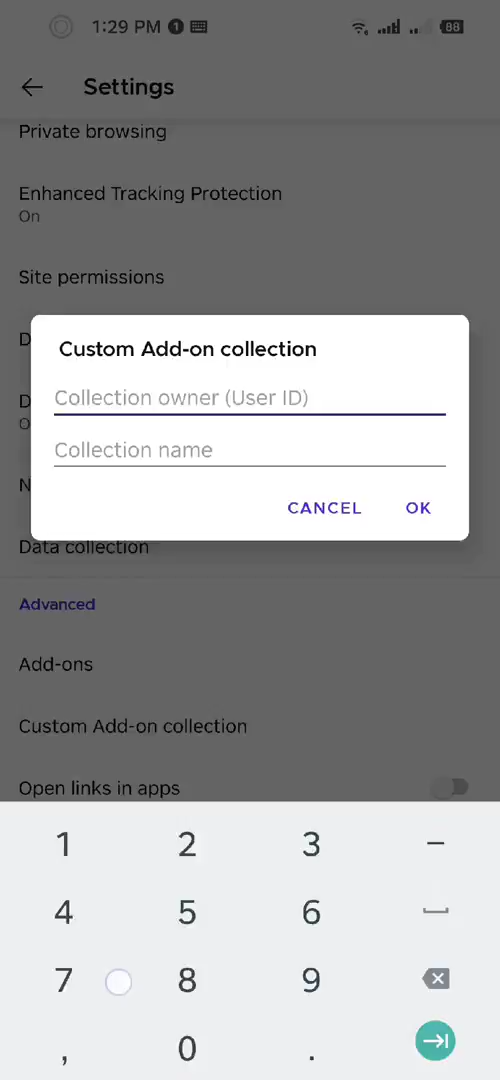 1:29 PM 1 88
Settings
Private browsing
Enhanced Tracking Protection
On
Site permissions
D
Custom Add-on collection
Collection owner (User ID)
D
O
Collection name
N
CANCEL OK
Data collection
Advanced
Add-ons
Custom Add-on collection
Open links in apps
1 2 3 –
4 5 6
7 8 9
, 0 .